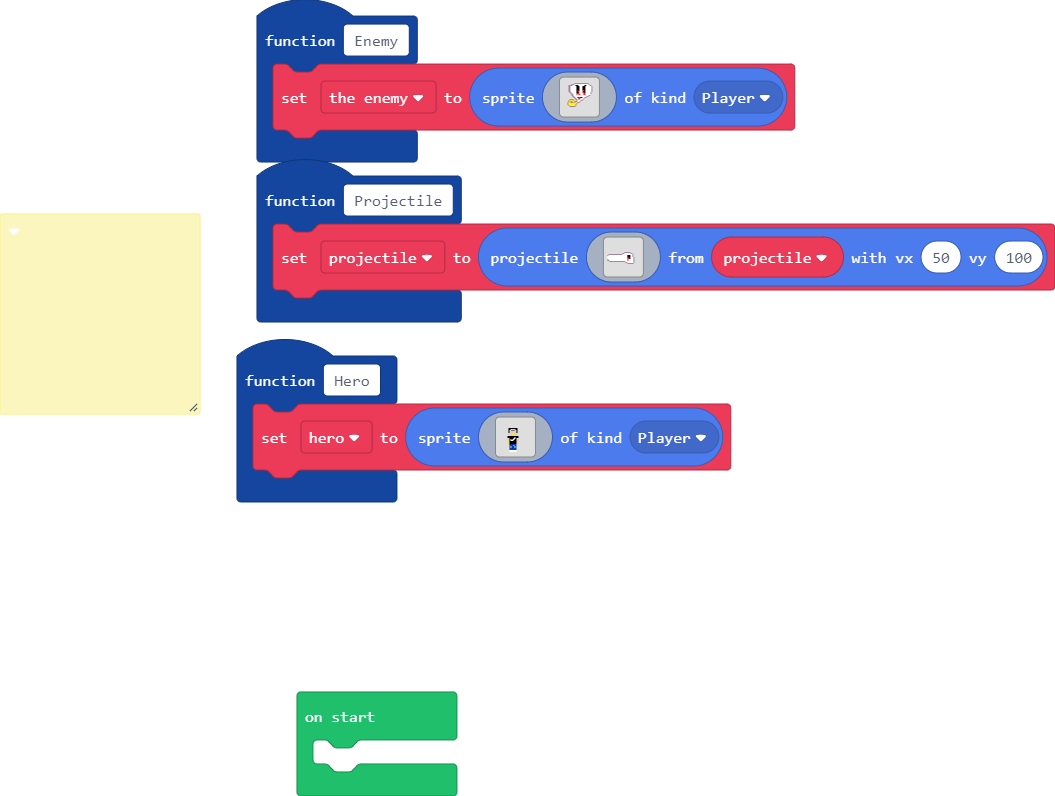 function Enemy
set the enemy to sprite of kind Player
function Projectile
set projectile to projectile from projectile with vx 50 vy 100
function Hero
set hero to sprite of kind Player
on start